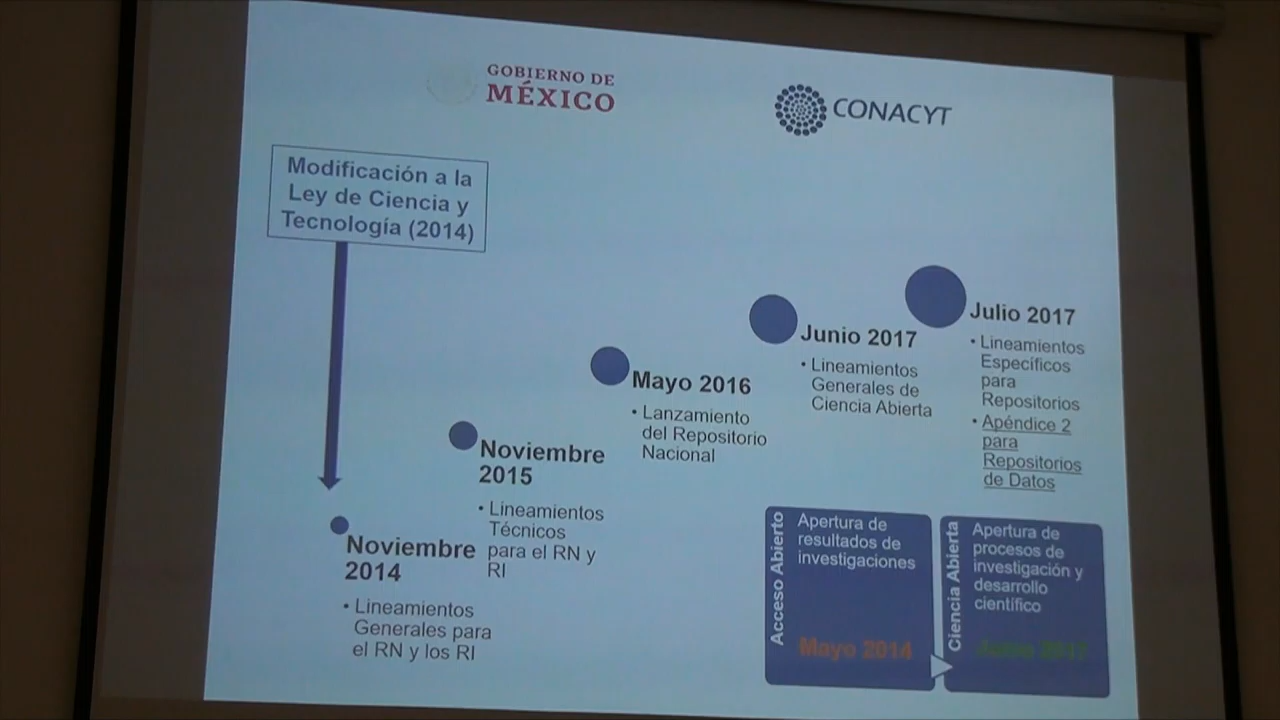 GOBIERNO DE
MÉXICO
CONACYT
Modificación a la
Ley de Ciencia y
Tecnología (2014)
Noviembre
2014
• Lineamientos
Generales para
el RN y los RI
Noviembre
2015
• Lineamientos
Técnicos
para el RN y
RI
Mayo 2016
• Lanzamiento
del Repositorio
Nacional
Junio 2017
• Lineamientos
Generales de
Ciencia Abierta
Julio 2017
• Lineamientos
Específicos
para
Repositorios
• Apéndice 2
para
Repositorios
de Datos
Acceso Abierto
Apertura de
resultados de
investigaciones
Mayo 2014
Ciencia Abierta
Apertura de
procesos de
investigación y
desarrollo
científico